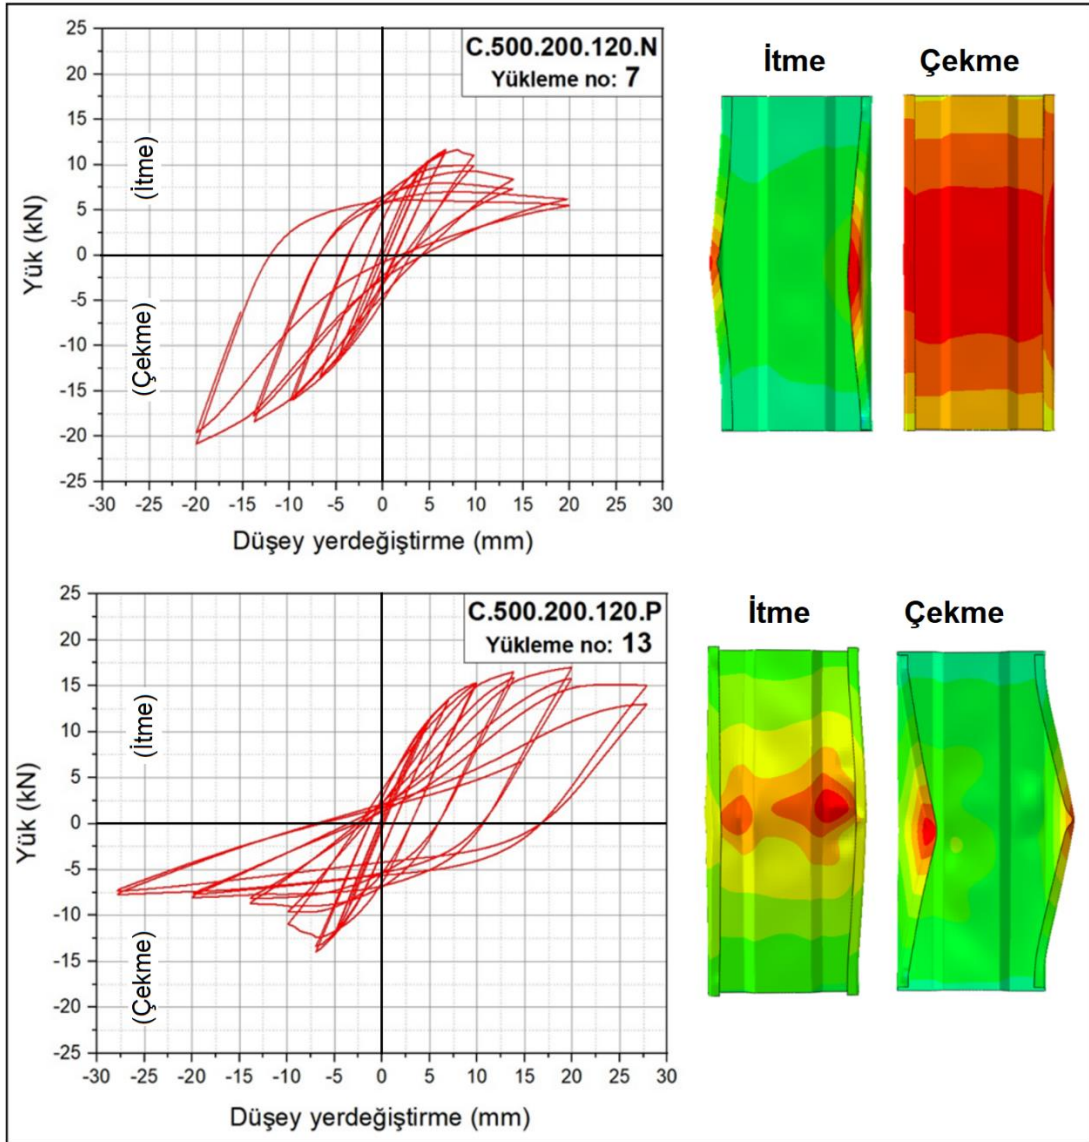 C.500.200.120.N
Yükleme no: 7
Yük (kN)
(İtme)
(Çekme)
25
20
15
10
5
0
-5
-10
-15
-20
-25
-30 -25 -20 -15 -10 -5 0 5 10 15 20 25 30
Düşey yerdeğiştirme (mm)
İtme Çekme
C.500.200.120.P
Yükleme no: 13
Yük (kN)
(İtme)
(Çekme)
25
20
15
10
5
0
-5
-10
-15
-20
-25
-30 -25 -20 -15 -10 -5 0 5 10 15 20 25 30
Düşey yerdeğiştirme (mm)
İtme Çekme